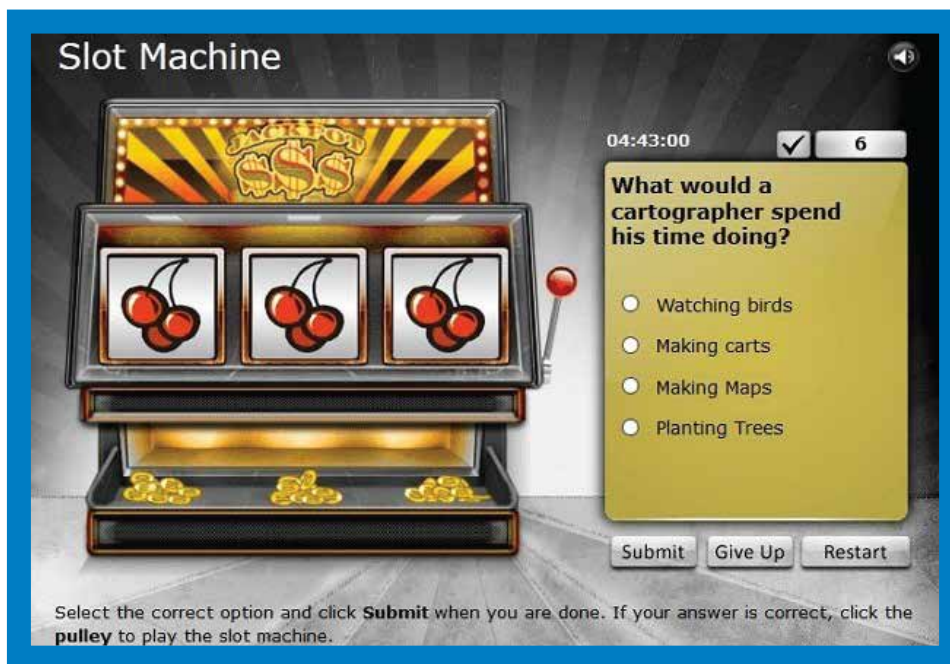 Slot Machine
JACKPOT
$$$
04:43:00
6
What would a
cartographer spend
his time doing?
Watching birds
Making carts
Making Maps
Planting Trees
Submit Give Up Restart
Select the correct option and click Submit when you are done. If your answer is correct, click the
pulley to play the slot machine.